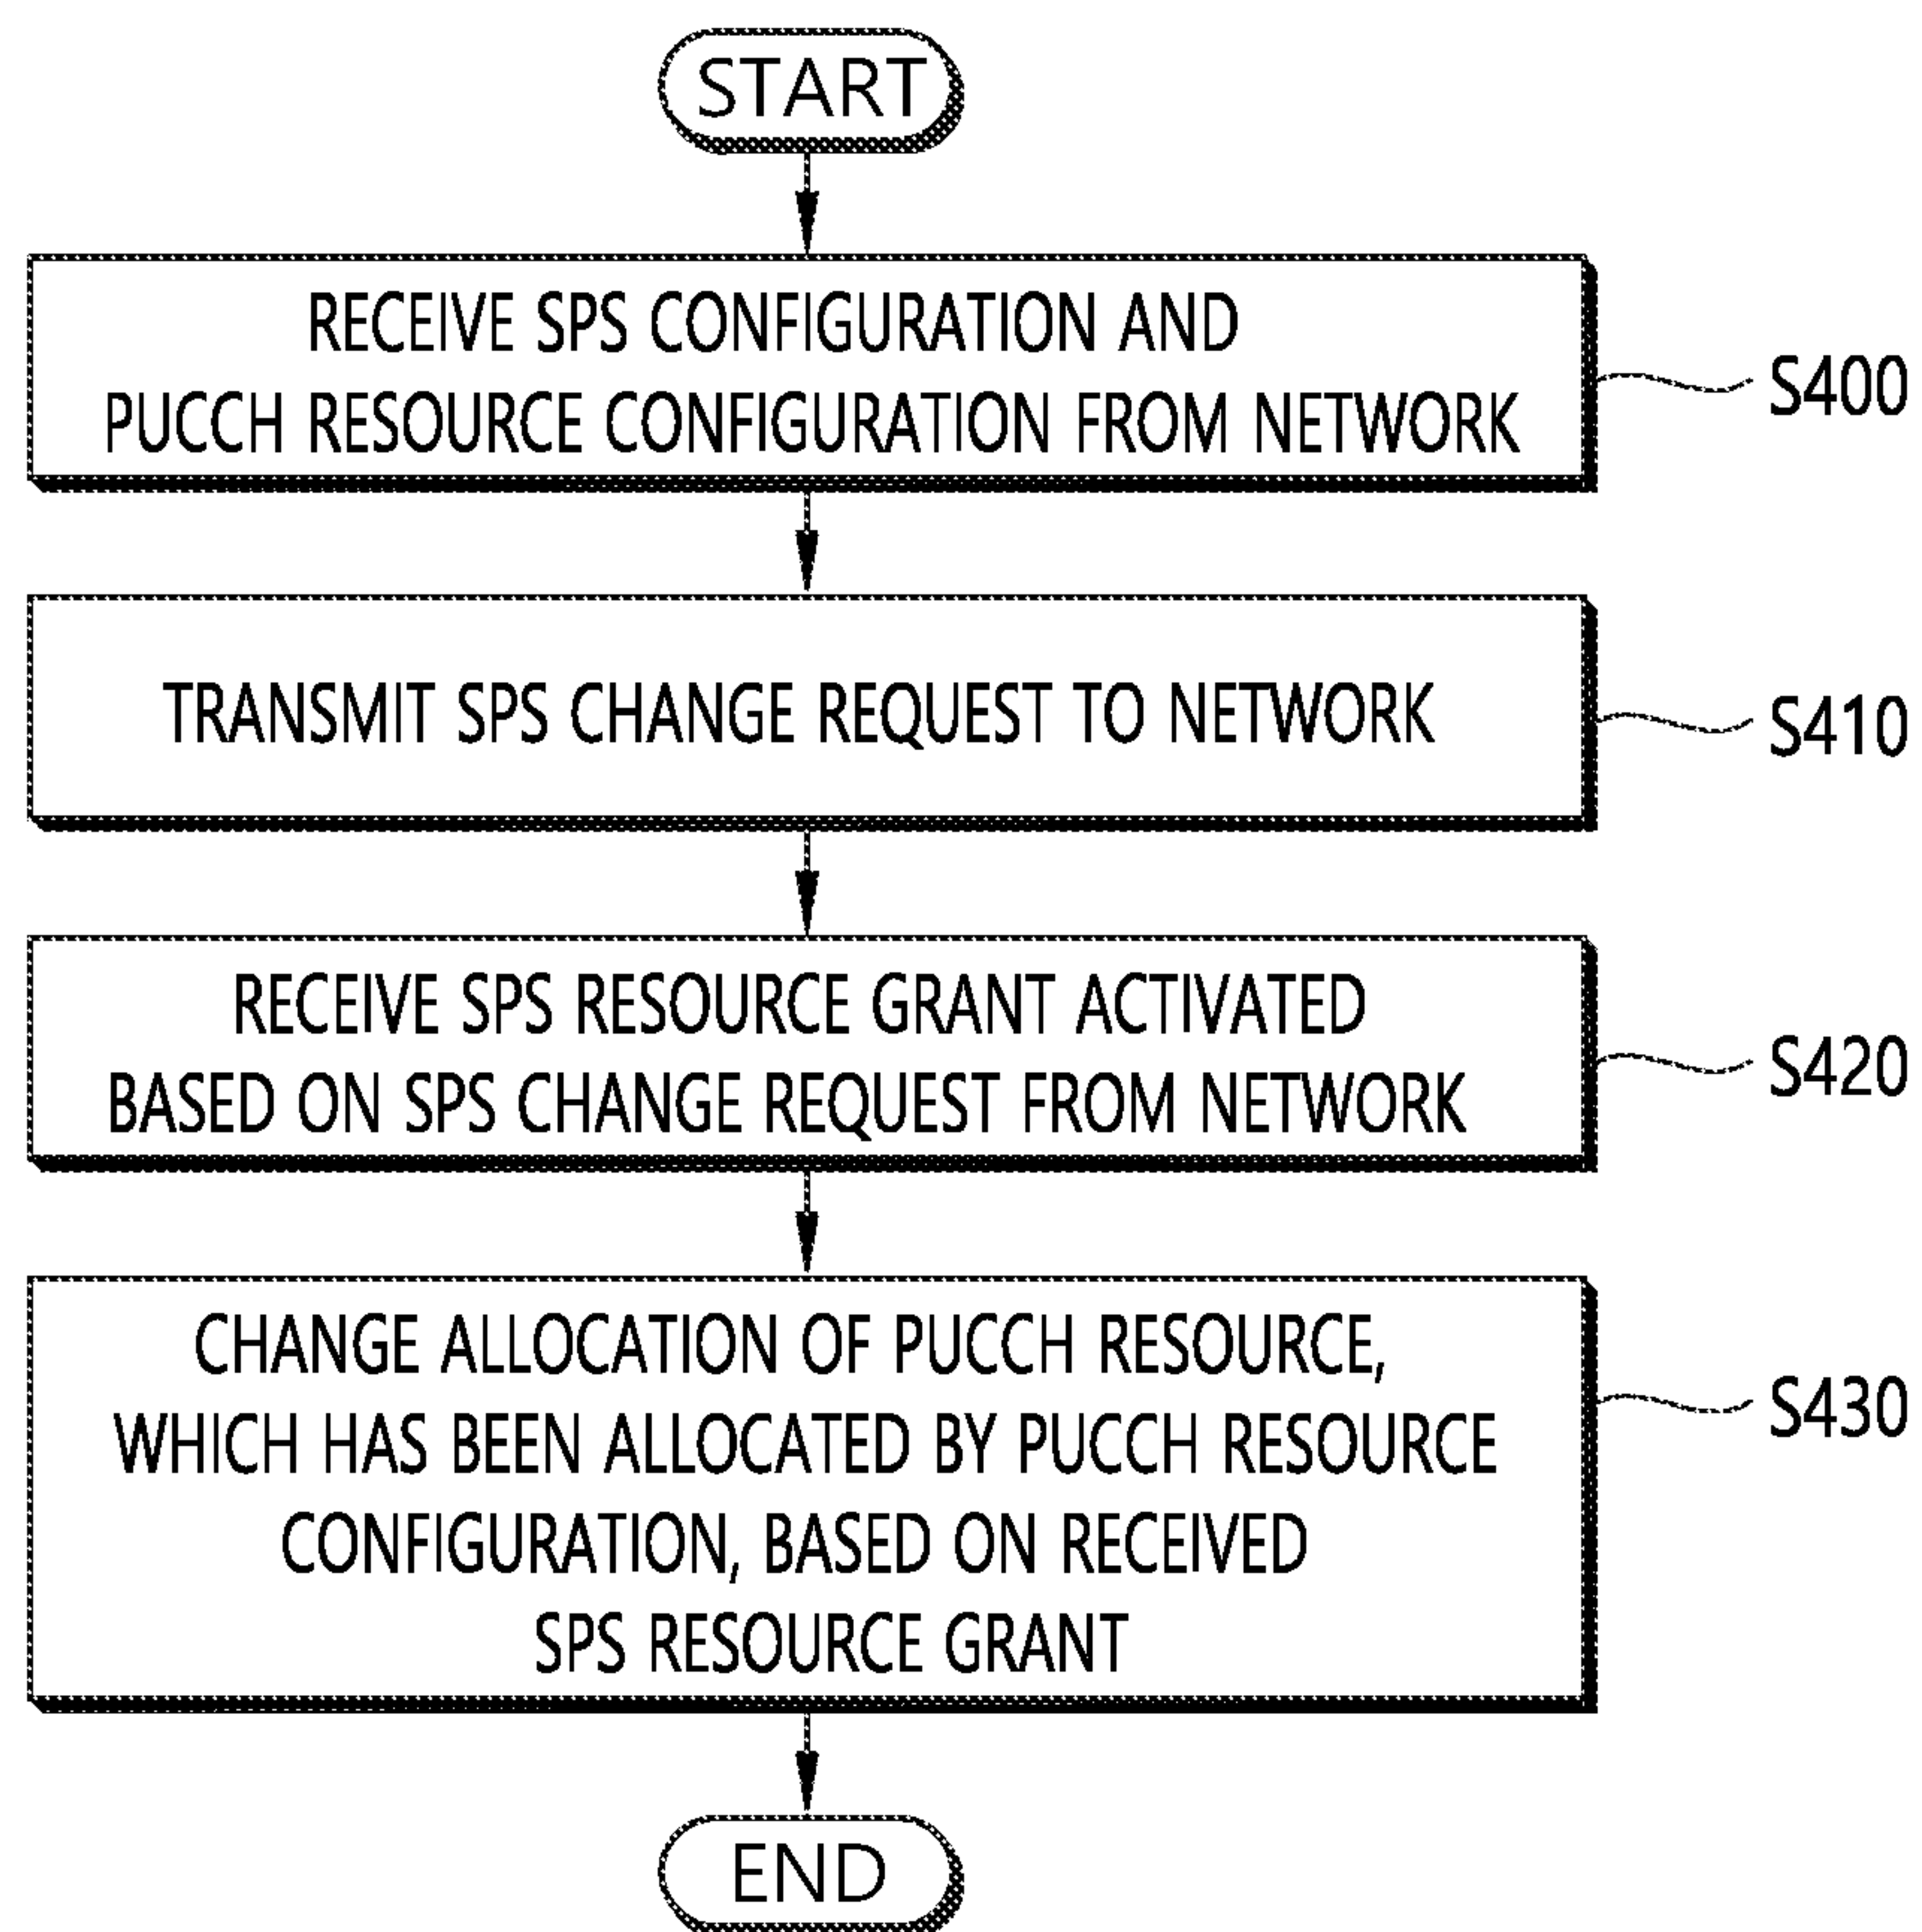 START
RECEIVE SPS CONFIGURATION AND
PUCCH RESOURCE CONFIGURATION FROM NETWORK
S400
TRANSMIT SPS CHANGE REQUEST TO NETWORK
S410
RECEIVE SPS RESOURCE GRANT ACTIVATED
BASED ON SPS CHANGE REQUEST FROM NETWORK
S420
CHANGE ALLOCATION OF PUCCH RESOURCE,
WHICH HAS BEEN ALLOCATED BY PUCCH RESOURCE
CONFIGURATION, BASED ON RECEIVED
SPS RESOURCE GRANT
S430
END